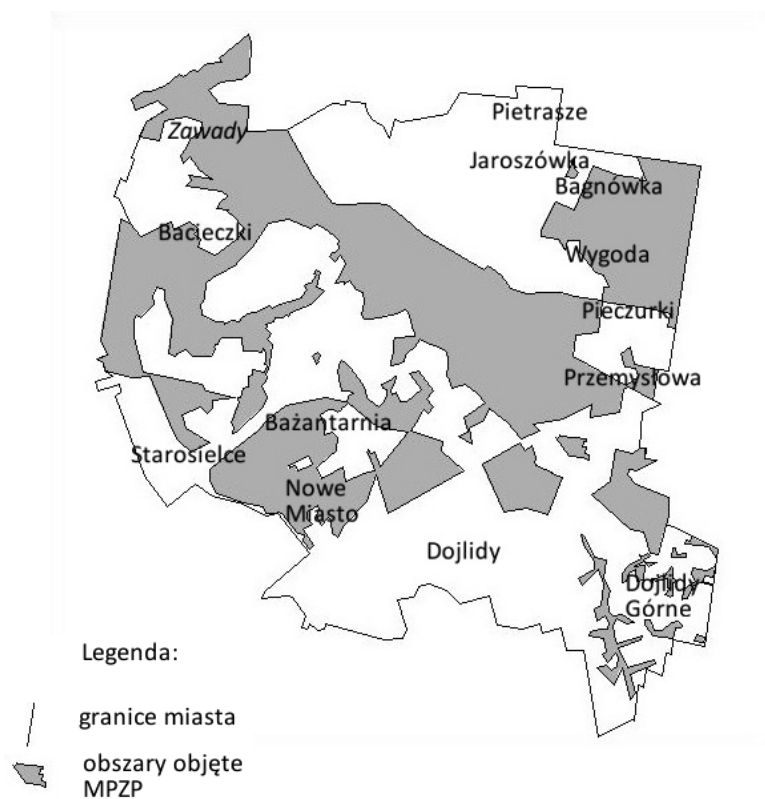 Pietrasze
Zawady
Jaroszówka
Bagnówka
Bacieczki
Wygoda
Pieczurki
Przemysłowa
Bażantarnia
Starosielce
Nowe
Miasto
Dojlidy
Dojlidy
Górne
Legenda:
granice miasta
obszary objęte
MPZP